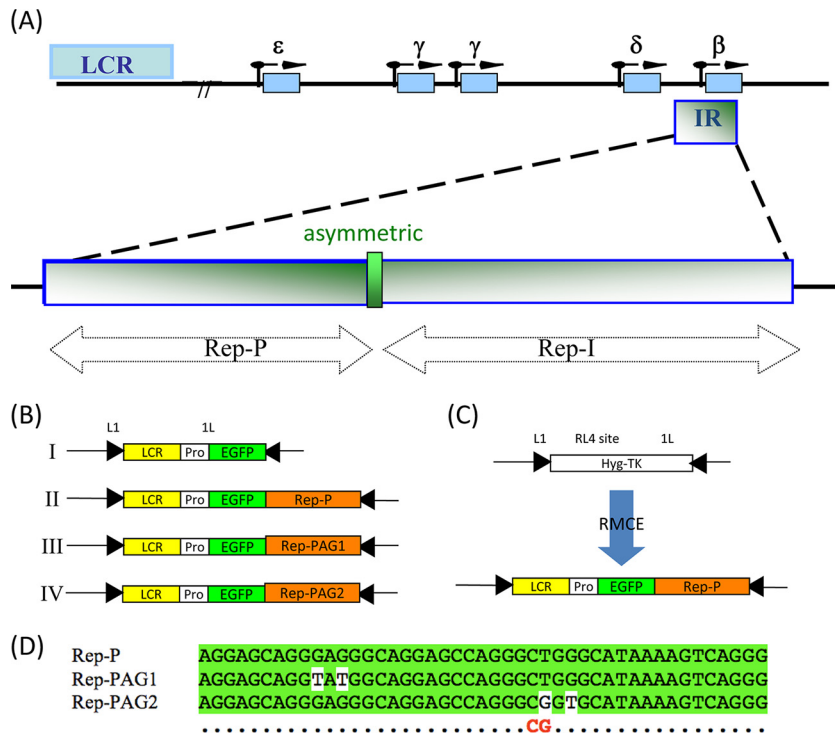 (A)
LCR // ε γ γ δ β
IR
asymmetric
Rep-P Rep-I
(B)
L1 1L
I LCR Pro EGFP
II LCR Pro EGFP Rep-P
III LCR Pro EGFP Rep-PAG1
IV LCR Pro EGFP Rep-PAG2
(C)
L1 RL4 site 1L
Hyg-TK
RMCE
LCR Pro EGFP Rep-P
(D)
Rep-P AGGAGCAGGGAGGGCAGGAGCCAGGGCTGGGCATAAAAGTCAGGG
Rep-PAG1 AGGAGCAGGTATGGCAGGAGCCAGGGCTGGGCATAAAAGTCAGGG
Rep-PAG2 AGGAGCAGGGAGGGCAGGAGCCAGGGCGGTGCATAAAAGTCAGGG
..........................CG.................